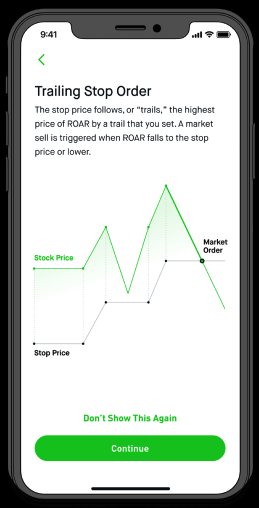 9:41
Trailing Stop Order
The stop price follows, or “trails,” the highest
price of ROAR by a trail that you set. A market
sell is triggered when ROAR falls to the stop
price or lower.
Market
Order
Stock Price
Stop Price
Don’t Show This Again
Continue